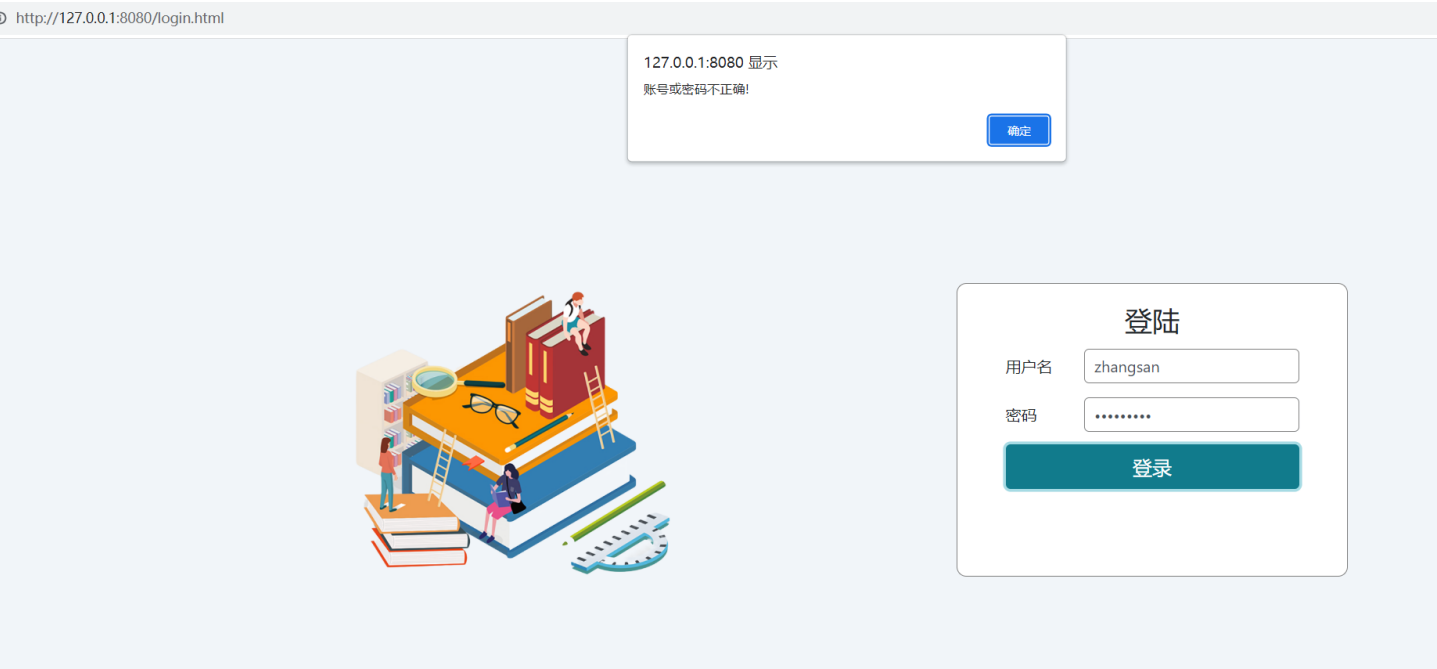 http://127.0.0.1:8080/login.html
127.0.0.1:8080 显示
账号或密码不正确!
确定
登陆
用户名 zhangsan
密码 •••••••••
登录